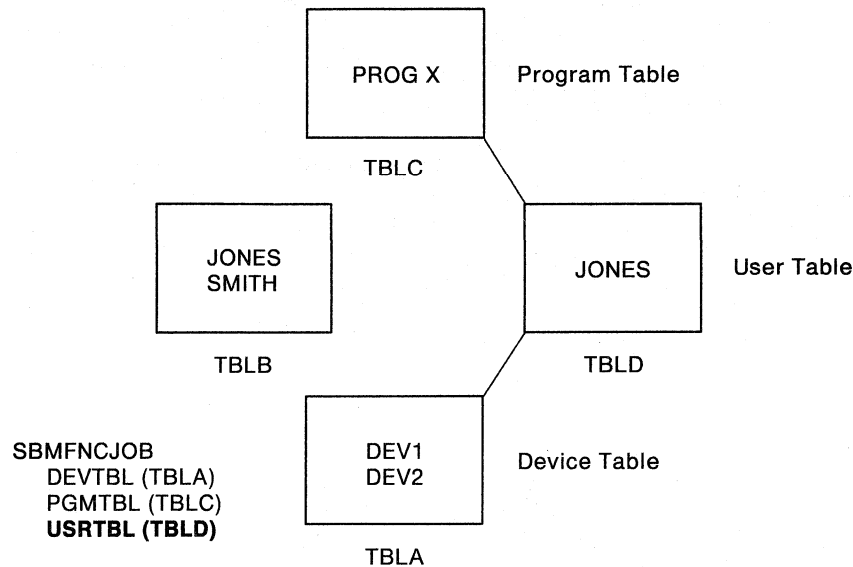 PROG X
Program Table
TBLC
JONES
SMITH
TBLB
JONES
User Table
TBLD
SBMFNCJOB
DEVTBL (TBLA)
PGMTBL (TBLC)
USRTBL (TBLD)
DEV1
DEV2
Device Table
TBLA